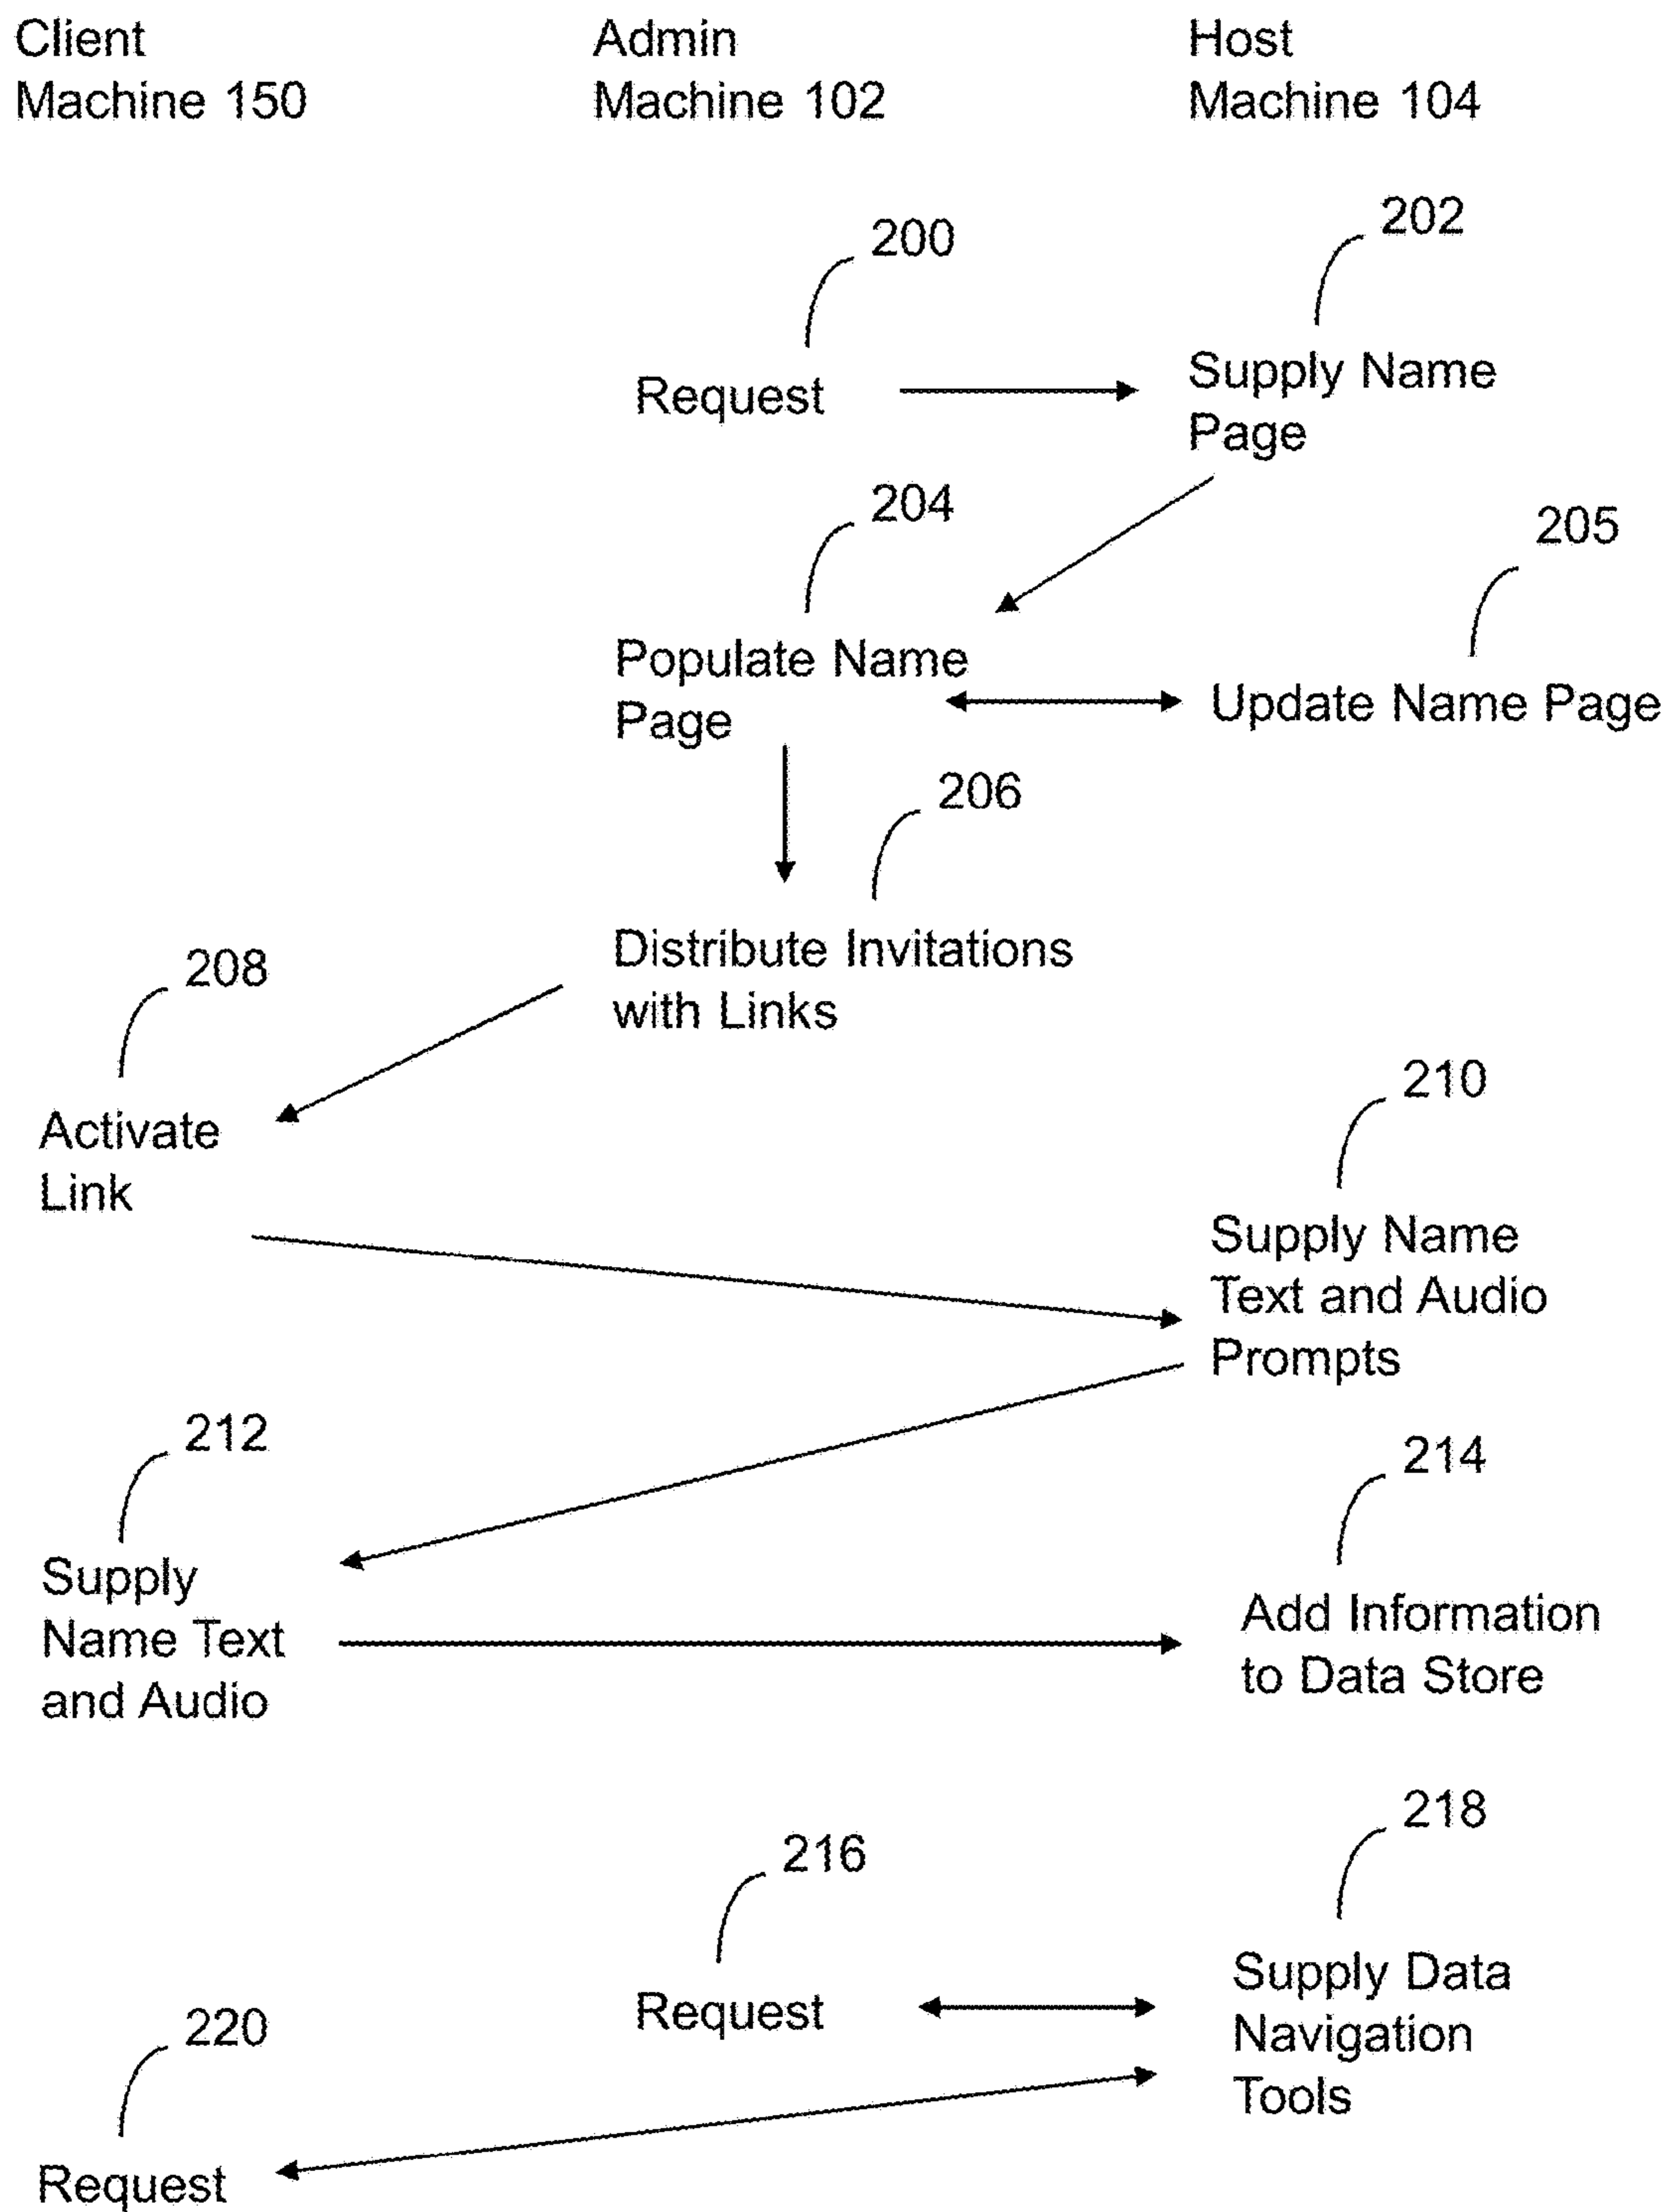 Client
Machine 150
Admin
Machine 102
Host
Machine 104
200
202
Request
Supply Name
Page
204
205
Populate Name
Page
Update Name Page
206
208
Distribute Invitations
with Links
Activate
Link
210
Supply Name
Text and Audio
Prompts
212
214
Supply
Name Text
and Audio
Add Information
to Data Store
216
218
Request
Supply Data
Navigation
Tools
220
Request